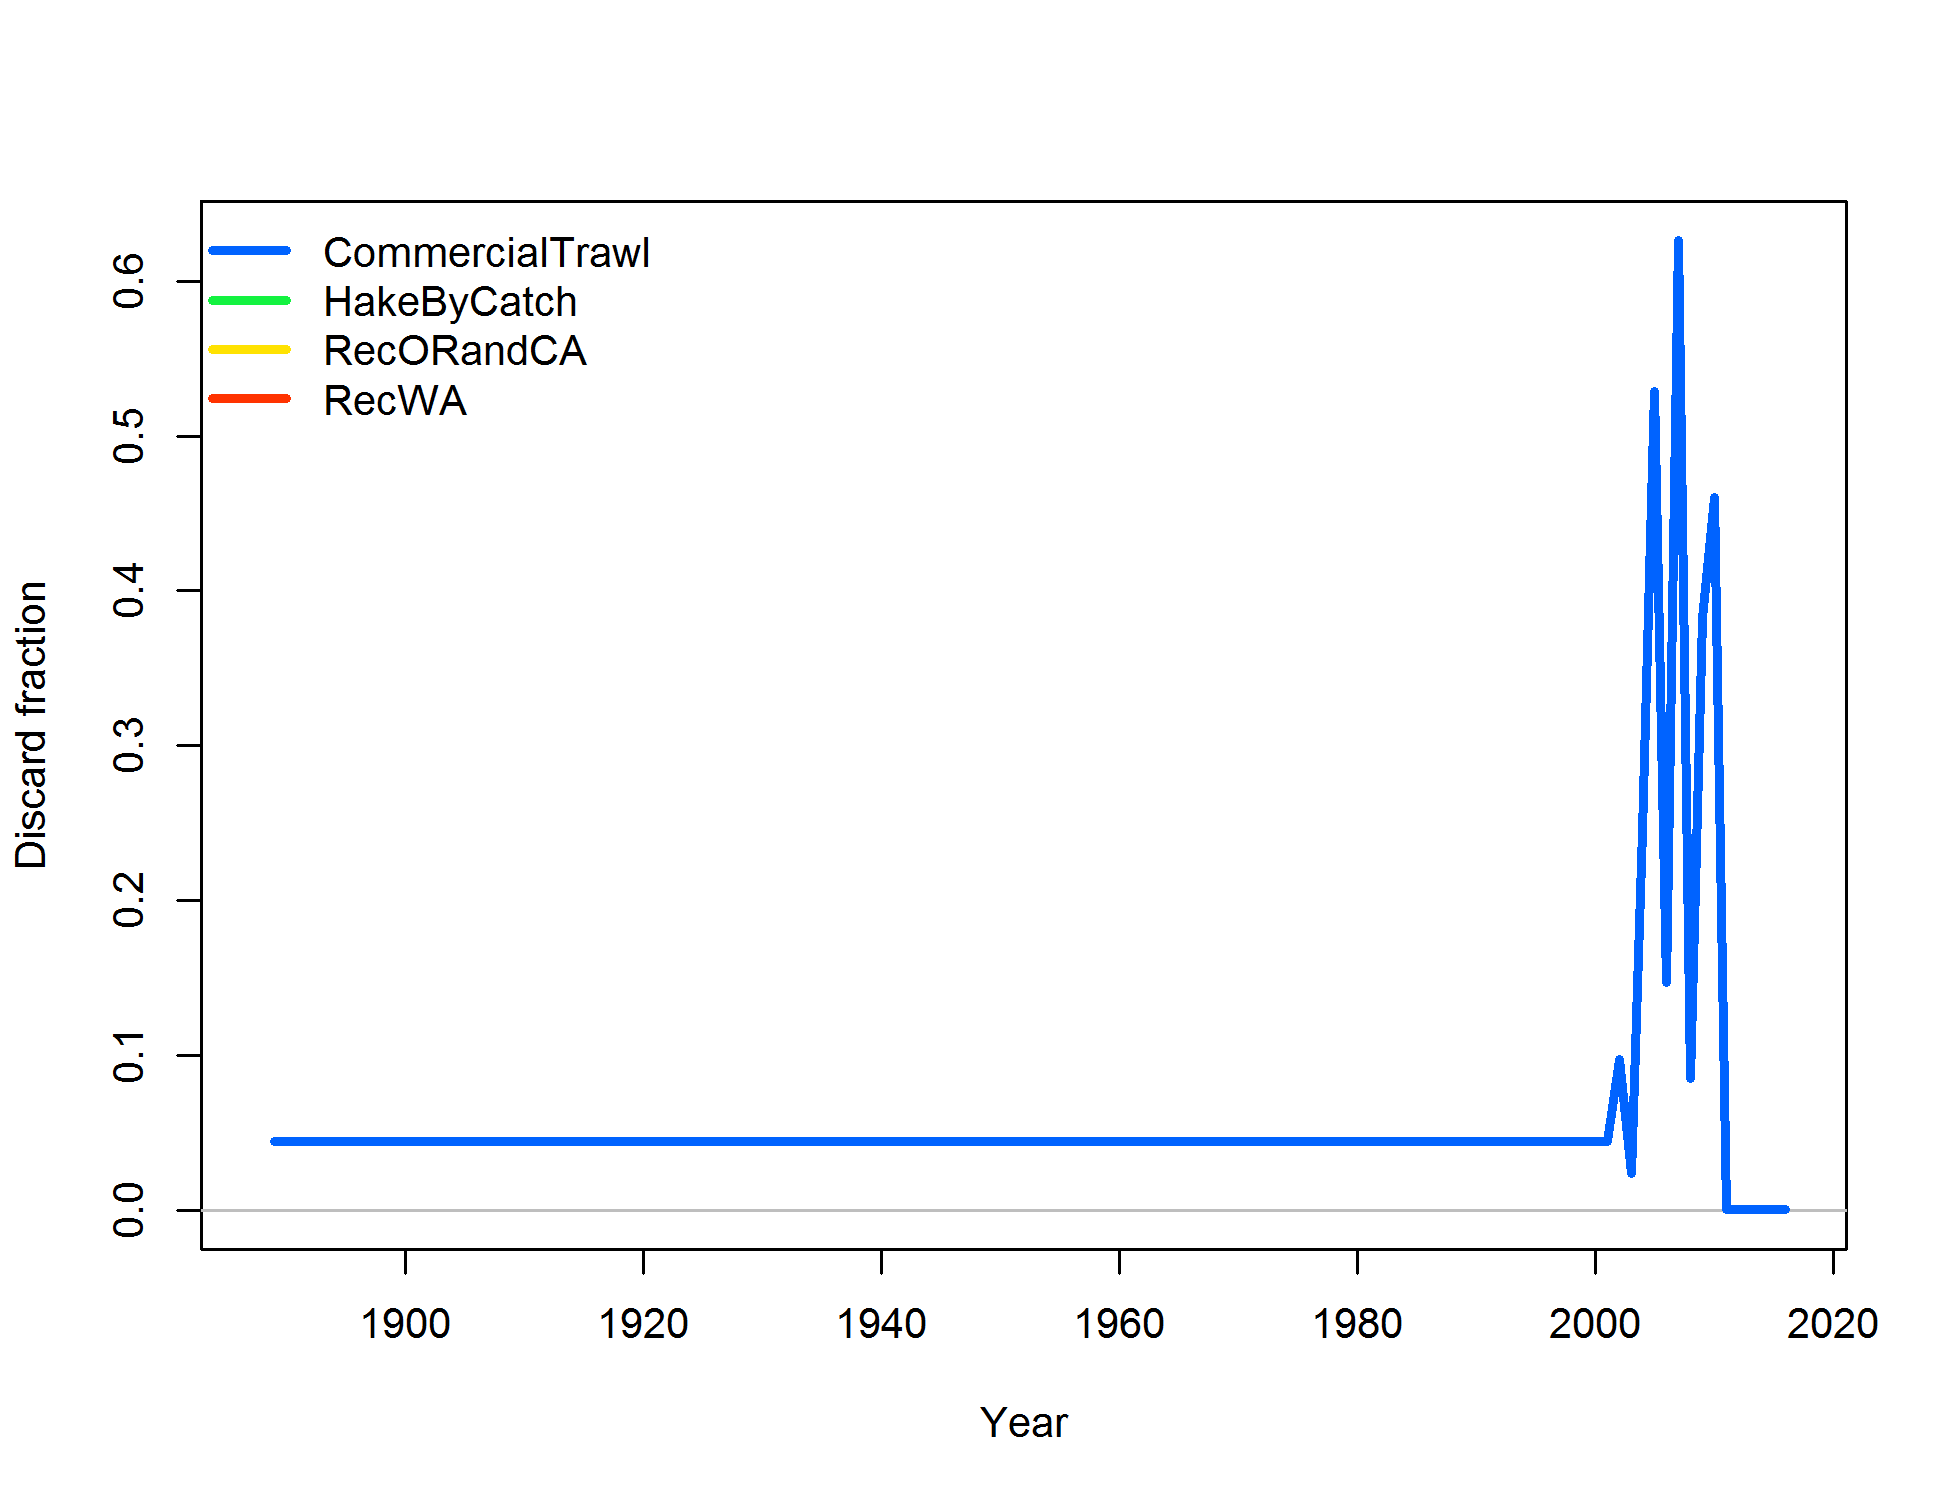 CommercialTrawl
HakeByCatch
RecORandCA
RecWA
0.6
0.5
0.4
0.3
0.2
0.1
0.0
Discard fraction
1900 1920 1940 1960 1980 2000 2020
Year